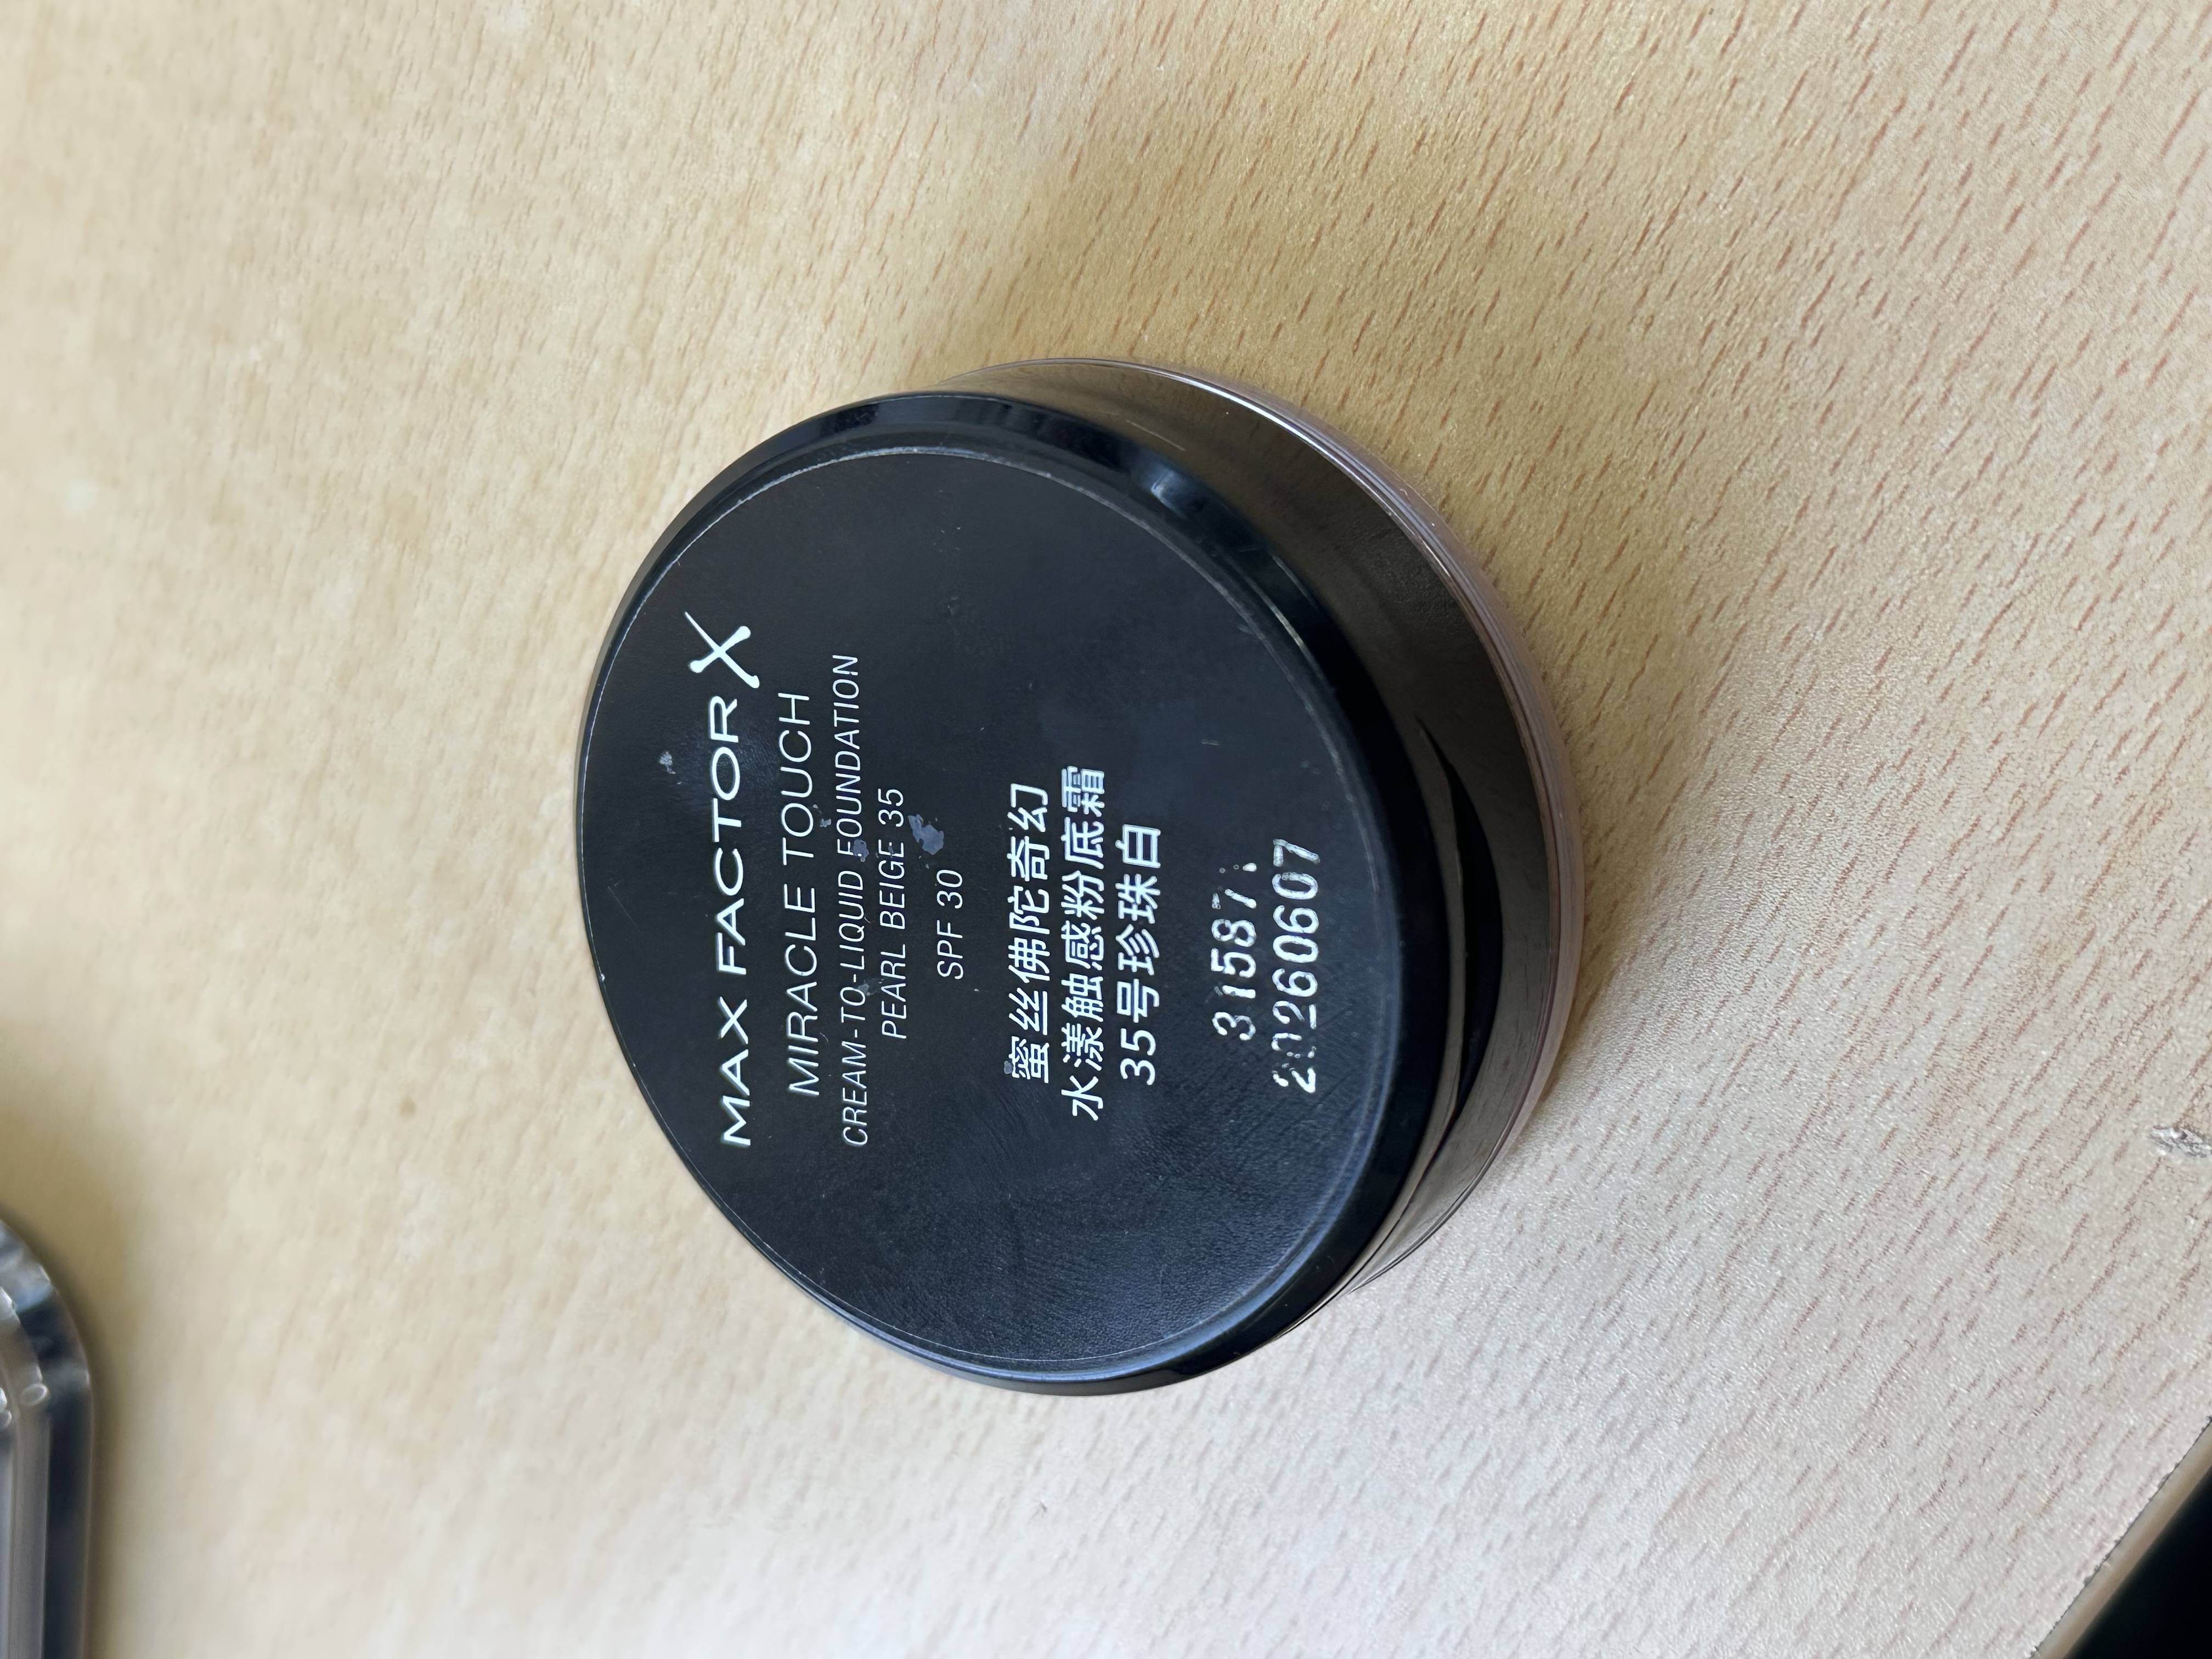 MAX FACTOR X
MIRACLE TOUCH
CREAM-TO-LIQUID FOUNDATION
PEARL BEIGE 35
SPF 30
蜜丝佛陀奇幻
水漾触感粉底霜
35号珍珠白
20260607